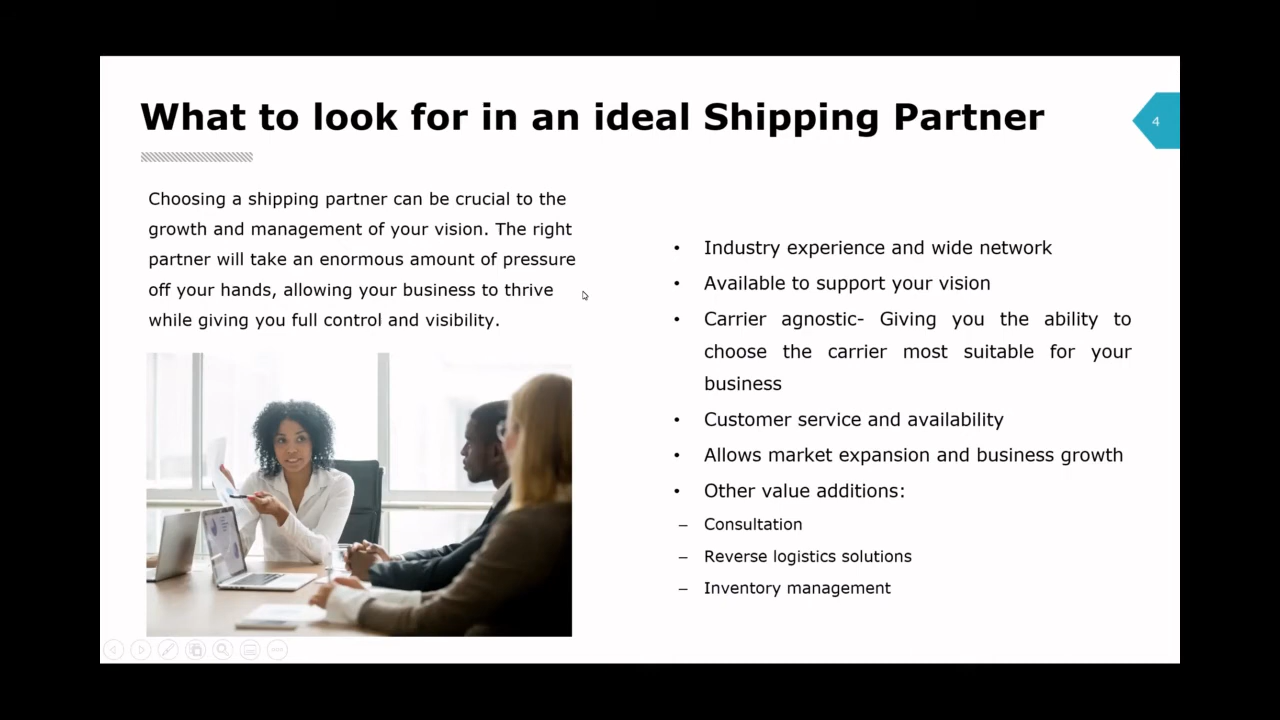 What to look for in an ideal Shipping Partner
4
Choosing a shipping partner can be crucial to the
growth and management of your vision. The right
partner will take an enormous amount of pressure
off your hands, allowing your business to thrive
while giving you full control and visibility.
• Industry experience and wide network
• Available to support your vision
• Carrier agnostic- Giving you the ability to
choose the carrier most suitable for your
business
• Customer service and availability
• Allows market expansion and business growth
• Other value additions:
– Consultation
– Reverse logistics solutions
– Inventory management